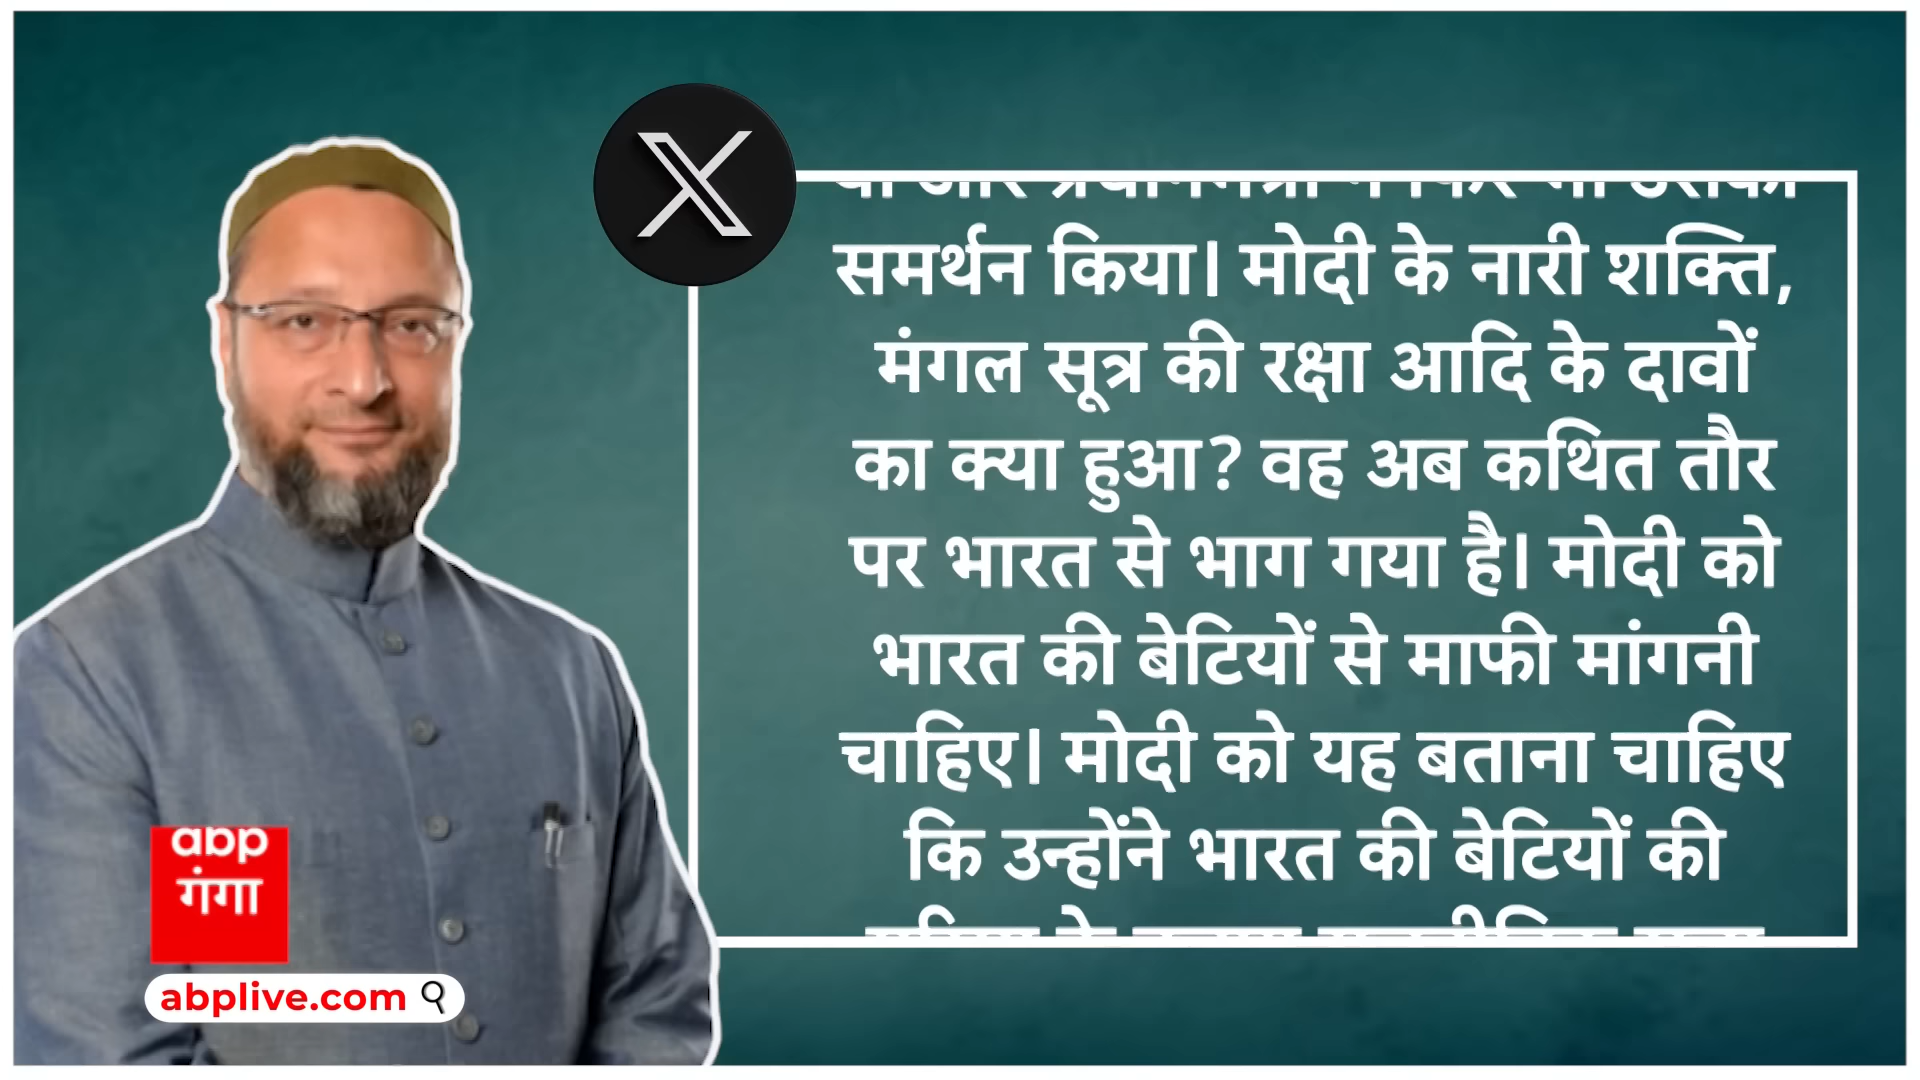 समर्थन किया। मोदी के नारी शक्ति,
मंगल सूत्र की रक्षा आदि के दावों
का क्या हुआ? वह अब कथित तौर
पर भारत से भाग गया है। मोदी को
भारत की बेटियों से माफी मांगनी
चाहिए। मोदी को यह बताना चाहिए
कि उन्होंने भारत की बेटियों की
abp
गंगा
abplive.com